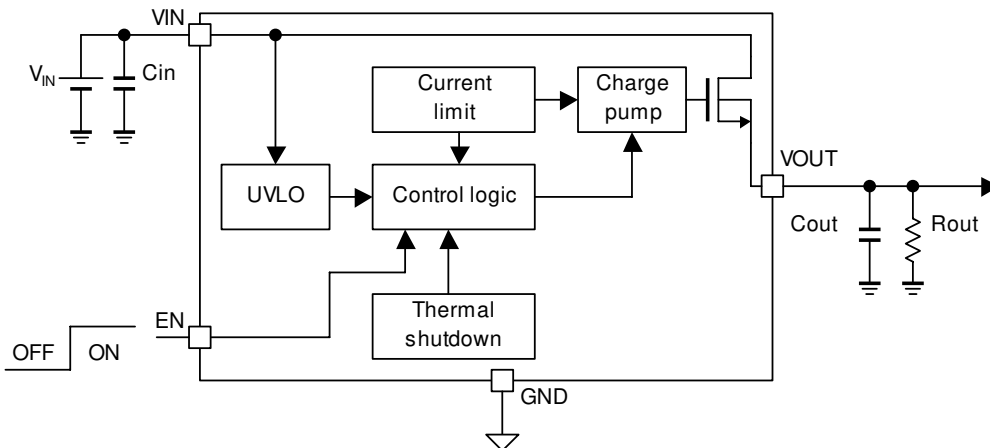 VIN
V_IN
Cin
Current
limit
Charge
pump
VOUT
UVLO
Control logic
Cout
Rout
Thermal
shutdown
EN
OFF
ON
GND